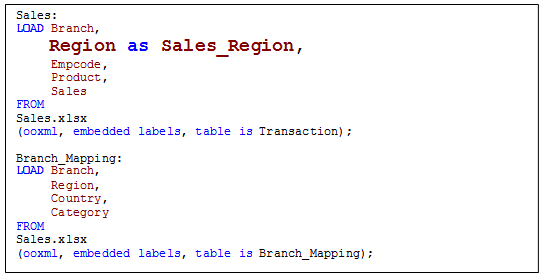 Sales:
LOAD Branch,
Region as Sales_Region,
Empcode,
Product,
Sales
FROM
Sales.xlsx
(ooxml, embedded labels, table is Transaction);
Branch_Mapping:
LOAD Branch,
Region,
Country,
Category
FROM
Sales.xlsx
(ooxml, embedded labels, table is Branch_Mapping);